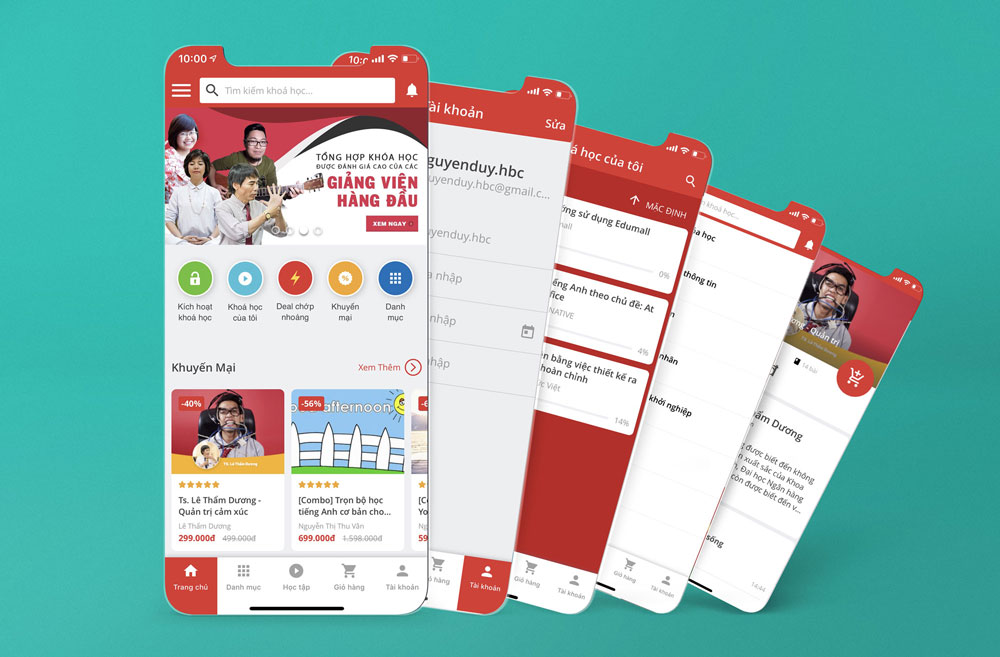 10:00
Tìm kiếm khoá học...
TỔNG HỢP KHÓA HỌC
ĐƯỢC ĐÁNH GIÁ CAO CỦA CÁC
GIẢNG VIÊN
HÀNG ĐẦU
XEM NGAY
Kích hoạt
khoá học
Khoá học
của tôi
Deal chớp
nhoáng
Khuyến
mại
Danh
mục
Khuyến Mại
Xem Thêm
-40%
TS. Lê Thẩm Dương
Ts. Lê Thẩm Dương -
Quản trị cảm xúc
Lê Thẩm Dương
299.000đ 499.000đ
-56%
afternoon
[Combo] Trọn bộ học
tiếng Anh cơ bản cho...
Nguyễn Thị Thu Vân
699.000đ 1.598.000đ
Trang chủ
Danh mục
Học tập
Giỏ hàng
Tài khoản
10:0
Tài khoản
Sửa
guyenduy.hbc
uyenduy.hbc@gmail.c...
uyenduy.hbc
a nhập
nhập
nhập
hàng
Tài khoản
á học của tôi
MẶC ĐỊNH
ng sử dụng Edumall
mall
0%
ếng Anh theo chủ đề: At
ffice
NATIVE
4%
n bằng việc thiết kế ra
hoàn chỉnh
Việt
14%
Giỏ hàng
Tài khoản
khoá học...
a học
thông tin
n
nhân
khởi nghiệp
Giỏ hàng
Tài khoản
ơng - Quản trị
TS. Lê Thẩm Dương
14 bài
ẩm Dương
g được biết đến không
n xuất sắc của Khoa
h, Đại học Ngân hàng
còn được biết đến v...
sống
14:44